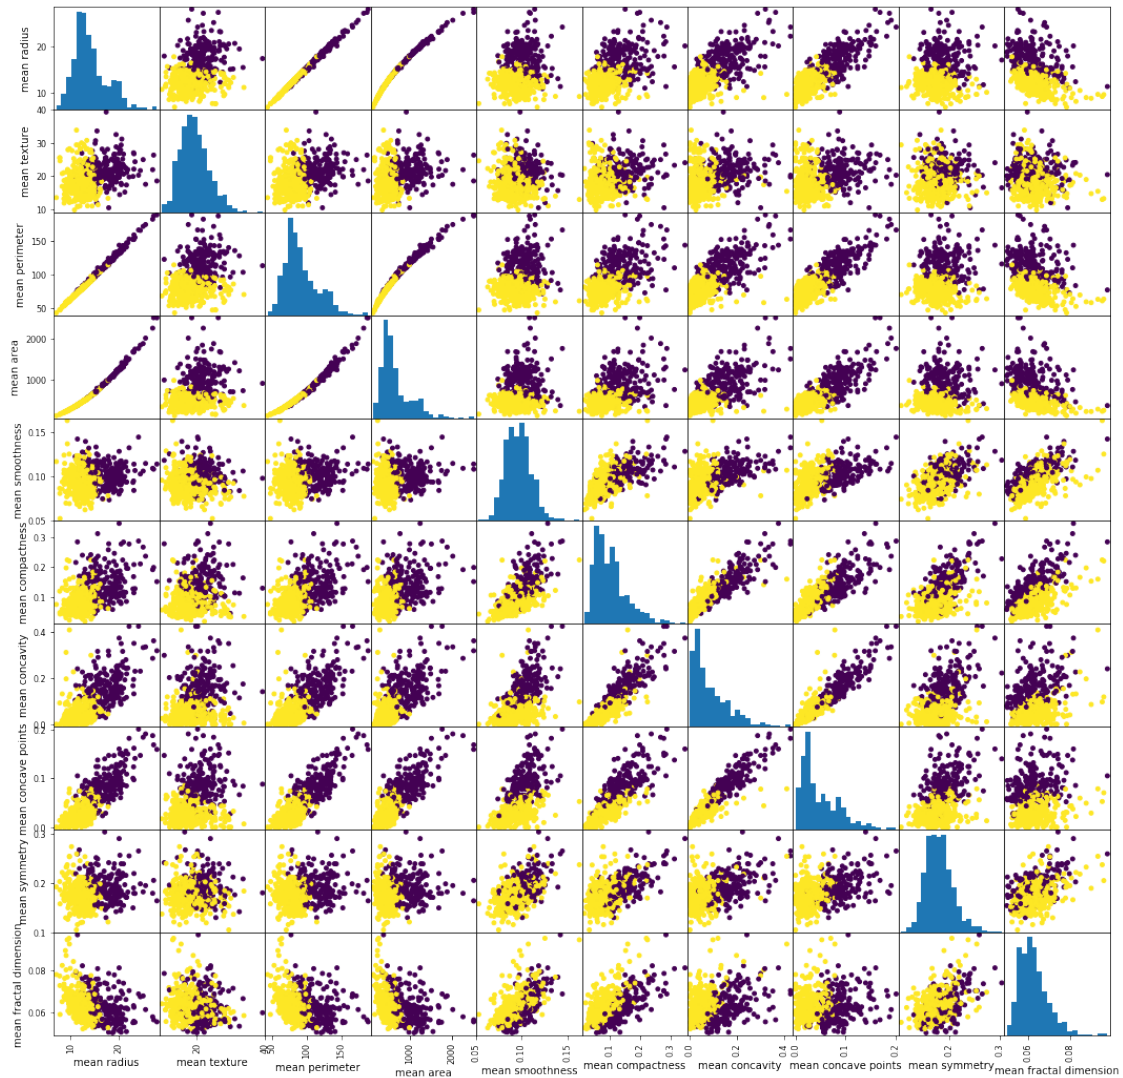 mean radius
20
10
40
mean texture
30
20
10
mean perimeter
150
100
50
mean area
2000
1000
mean smoothness
0.15
0.10
0.05
mean compactness
0.3
0.2
0.1
mean concavity
0.4
0.2
0.0
mean concave points
0.2
0.1
0.0
mean symmetry
0.3
0.2
0.1
mean fractal dimension
0.08
0.06
10 20 20 40 50 100 150 1000 2000 0.05 0.10 0.15 0.1 0.2 0.3 0.0 0.2 0.4 0.0 0.1 0.2 0.2 0.3 0.06 0.08
mean radius mean texture mean perimeter mean area mean smoothness mean compactness mean concavity mean concave points mean symmetry mean fractal dimension